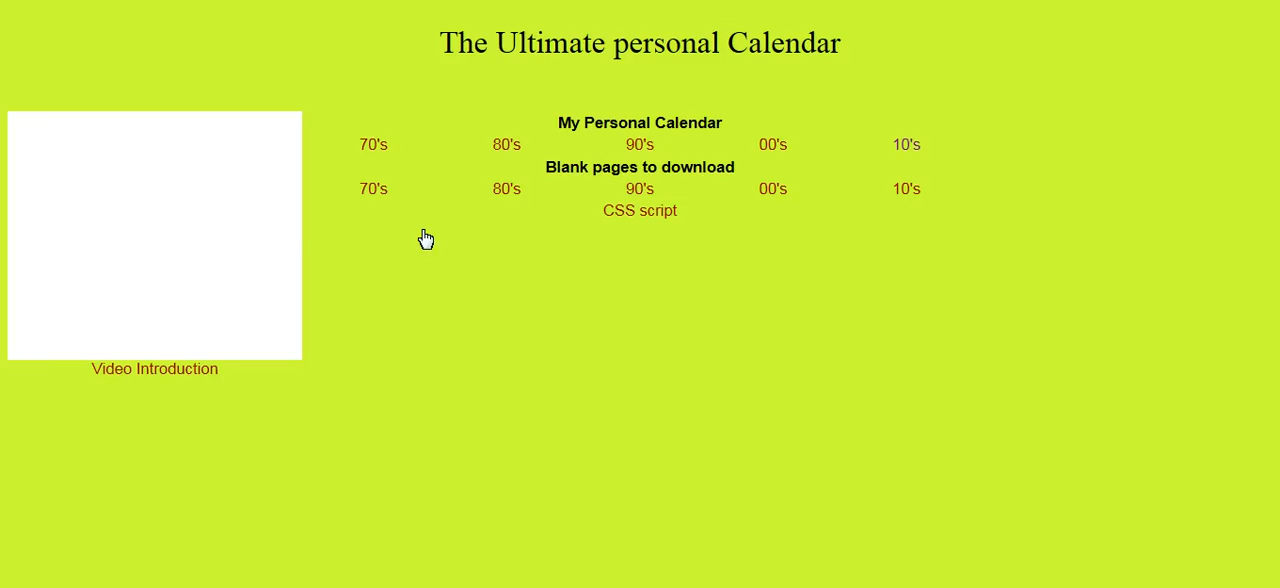 The Ultimate personal Calendar
My Personal Calendar
70's 80's 90's 00's 10's
Blank pages to download
70's 80's 90's 00's 10's
CSS script
Video Introduction